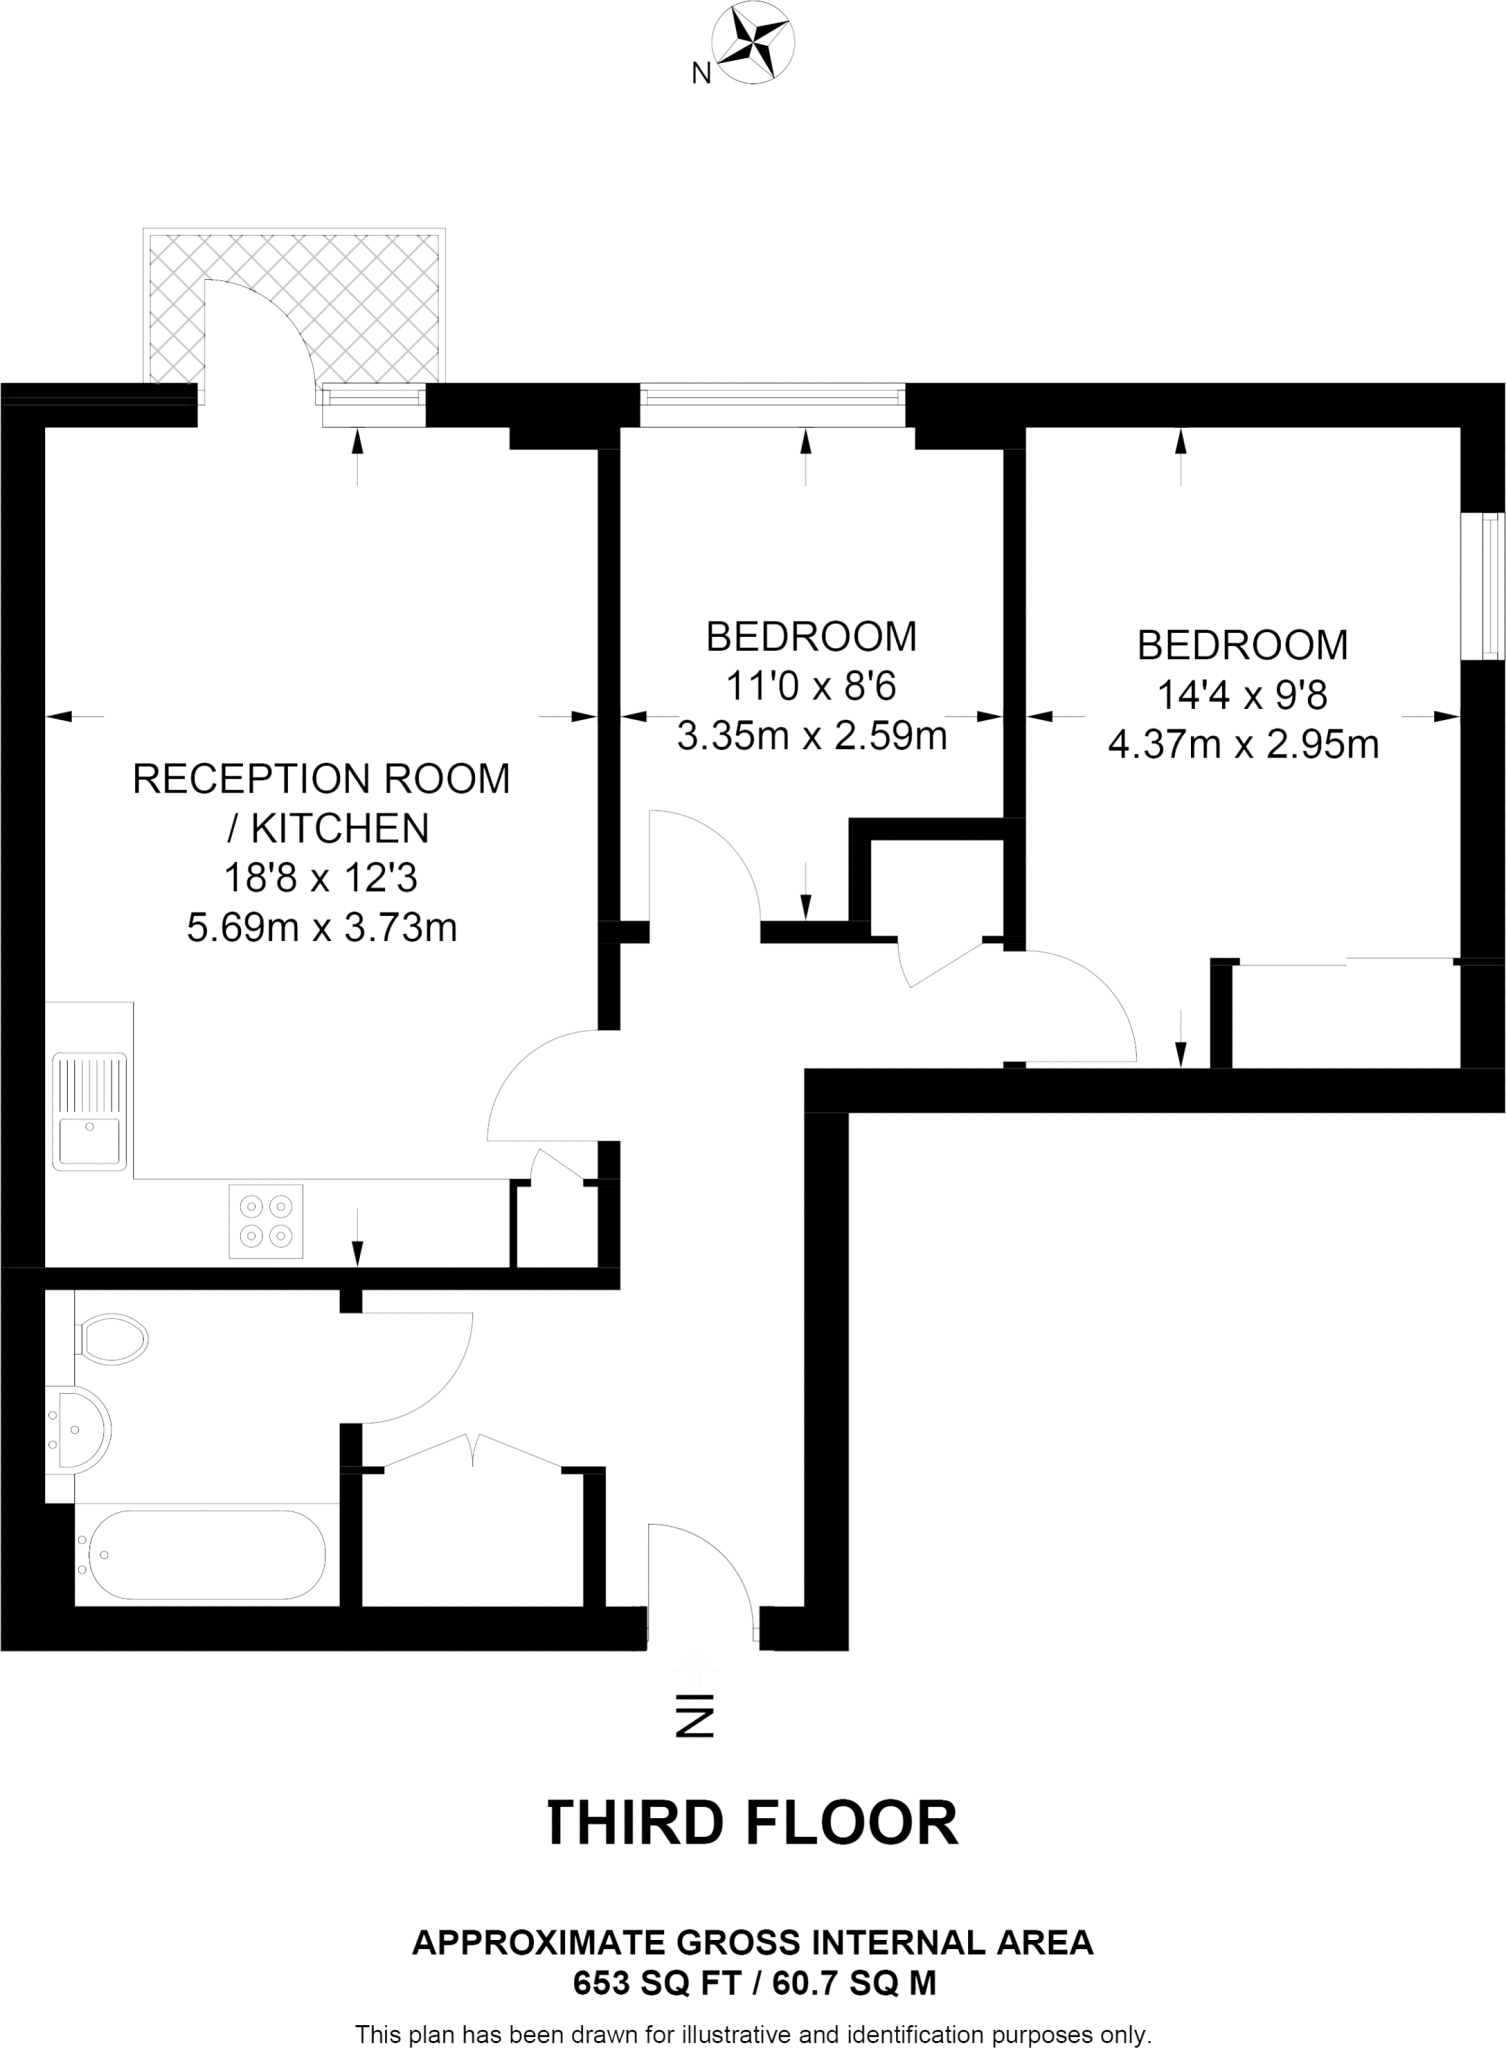 N
BEDROOM
11'0 x 8'6
3.35m x 2.59m
BEDROOM
14'4 x 9'8
4.37m x 2.95m
RECEPTION ROOM
/ KITCHEN
18'8 x 12'3
5.69m x 3.73m
IN
THIRD FLOOR
APPROXIMATE GROSS INTERNAL AREA
653 SQ FT / 60.7 SQ M
This plan has been drawn for illustrative and identification purposes only.